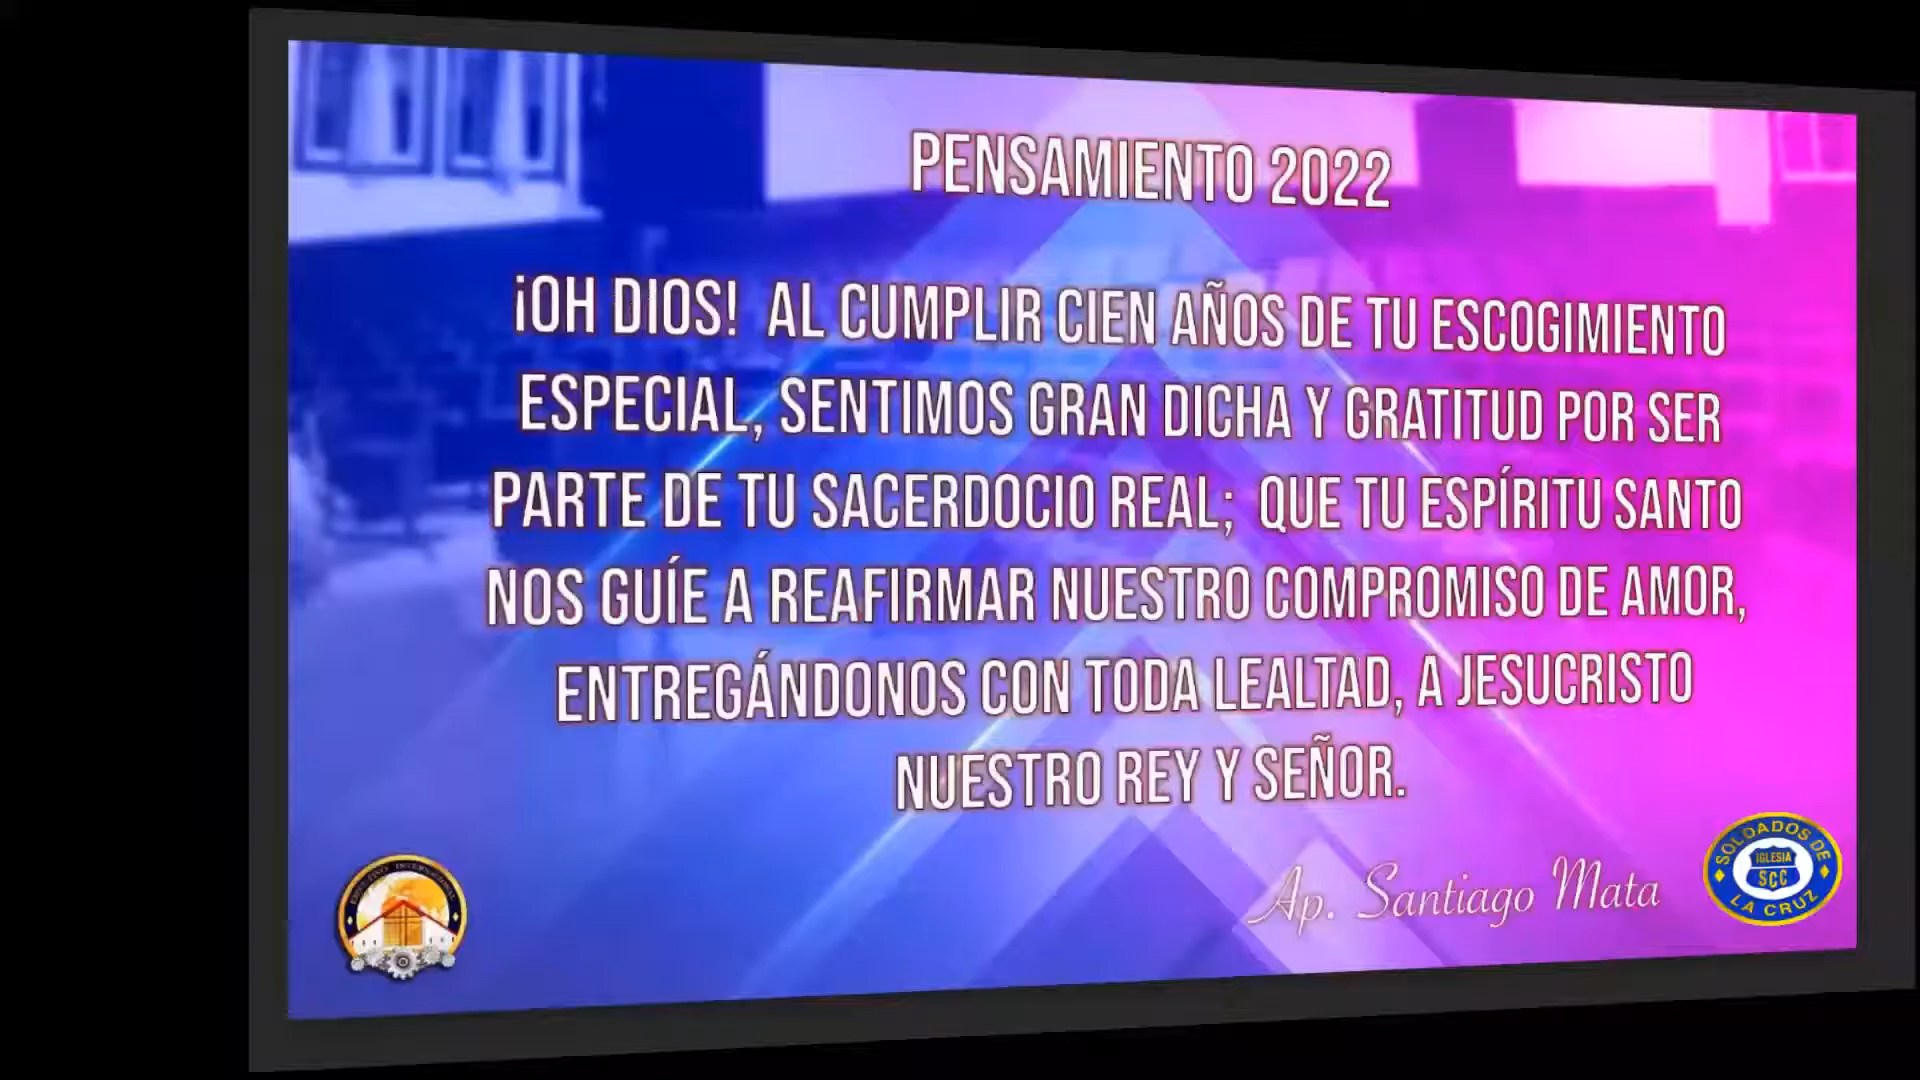 PENSAMIENTO 2022
¡OH DIOS! AL CUMPLIR CIEN AÑOS DE TU ESCOGIMIENTO
ESPECIAL, SENTIMOS GRAN DICHA Y GRATITUD POR SER
PARTE DE TU SACERDOCIO REAL; QUE TU ESPÍRITU SANTO
NOS GUÍE A REAFIRMAR NUESTRO COMPROMISO DE AMOR,
ENTREGÁNDONOS CON TODA LEALTAD, A JESUCRISTO
NUESTRO REY Y SEÑOR.
Ap. Santiago Mata
SOLDADOS DE
IGLESIA
SCC
LA CRUZ
INTERNACIONAL